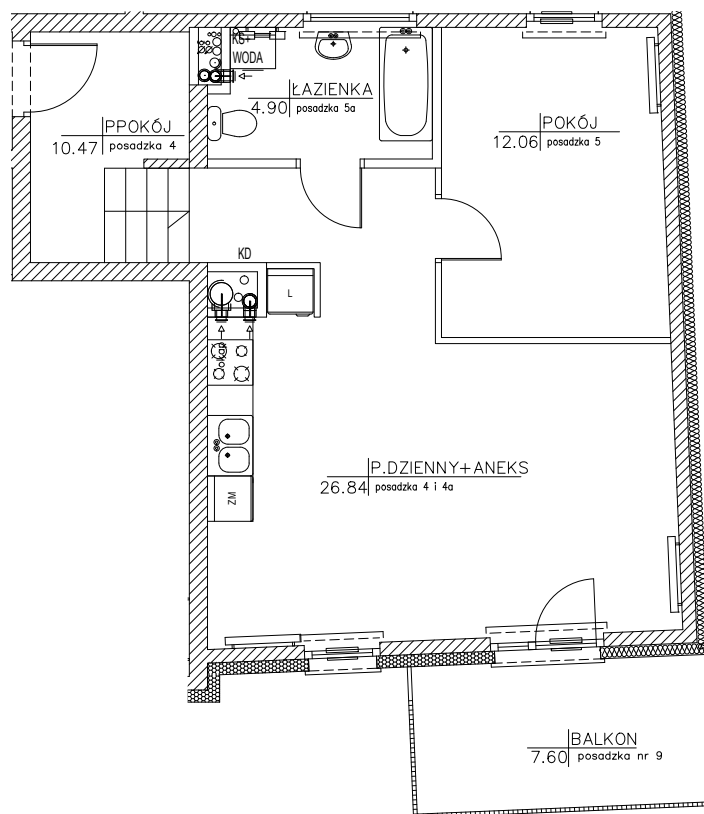 KS+
WODA
ŁAZIENKA
4.90 posadzka 5a
PPOKÓJ
10.47 posadzka 4
POKÓJ
12.06 posadzka 5
KD
L
okap
ZM
P.DZIENNY+ANEKS
26.84 posadzka 4 i 4a
BALKON
7.60 posadzka nr 9